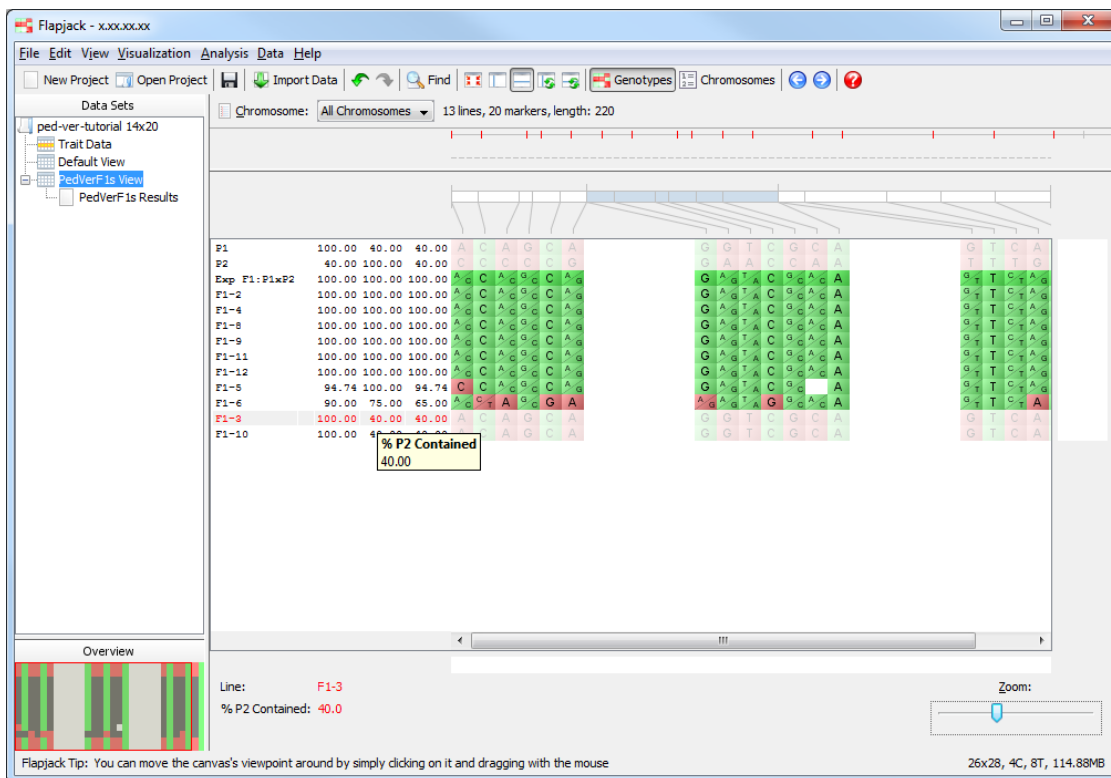 Flapjack - x.xx.xx.xx
File Edit View Visualization Analysis Data Help
New Project Open Project Import Data Find Genotypes Chromosomes ?
Data Sets
ped-ver-tutorial 14x20
Trait Data
Default View
PedVerF1s View
PedVerF1s Results
Chromosome: All Chromosomes 13 lines, 20 markers, length: 220
P1 100.00 40.00 40.00 A C A G C A G G T C G C A G T C A
P2 40.00 100.00 40.00 C C C C C G G A A C C A A T T T G
Exp F1:P1xP2 100.00 100.00 100.00 A C C A C G C C A G G A G T A C G C A C A G T T C T A G
F1-2 100.00 100.00 100.00 A C C A C G C C A G G A G T A C G C A C A G T T C T A G
F1-4 100.00 100.00 100.00 A C C A C G C C A G G A G T A C G C A C A G T T C T A G
F1-8 100.00 100.00 100.00 A C C A C G C C A G G A G T A C G C A C A G T T C T A G
F1-9 100.00 100.00 100.00 A C C A C G C C A G G A G T A C G C A C A G T T C T A G
F1-11 100.00 100.00 100.00 A C C A C G C C A G G A G T A C G C A C A G T T C T A G
F1-12 100.00 100.00 100.00 A C C A C G C C A G G A G T A C G C A C A G T T C T A G
F1-5 94.74 100.00 94.74 C C A C G C C A G G A G T A C G C A G T T C T A G
F1-6 90.00 75.00 65.00 A C C T A G C G A A G A G T A G G C A C A G T T C T A
F1-3 100.00 40.00 40.00 A C A G C A G G T C G C A G T C A
F1-10 100.00 A C A G C A G G T C G C A G T C A
% P2 Contained
40.00
Overview
Line: F1-3
% P2 Contained: 40.0
Zoom:
Flapjack Tip: You can move the canvas's viewpoint around by simply clicking on it and dragging with the mouse 26x28, 4C, 8T, 114.88MB